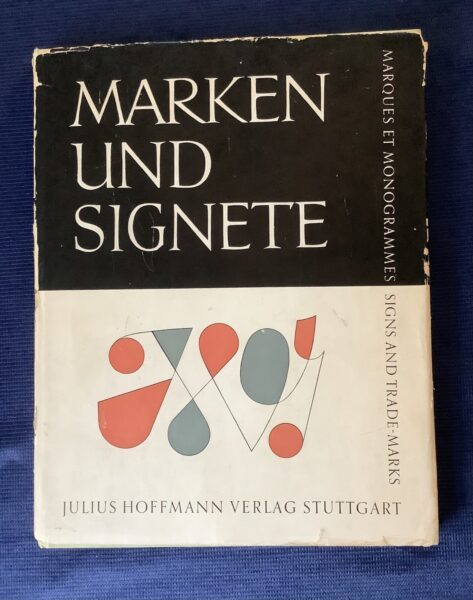 MARKEN
UND
SIGNETE
MARQUES ET MONOGRAMMES SIGNS AND TRADE-MARKS
JULIUS HOFFMANN VERLAG STUTTGART